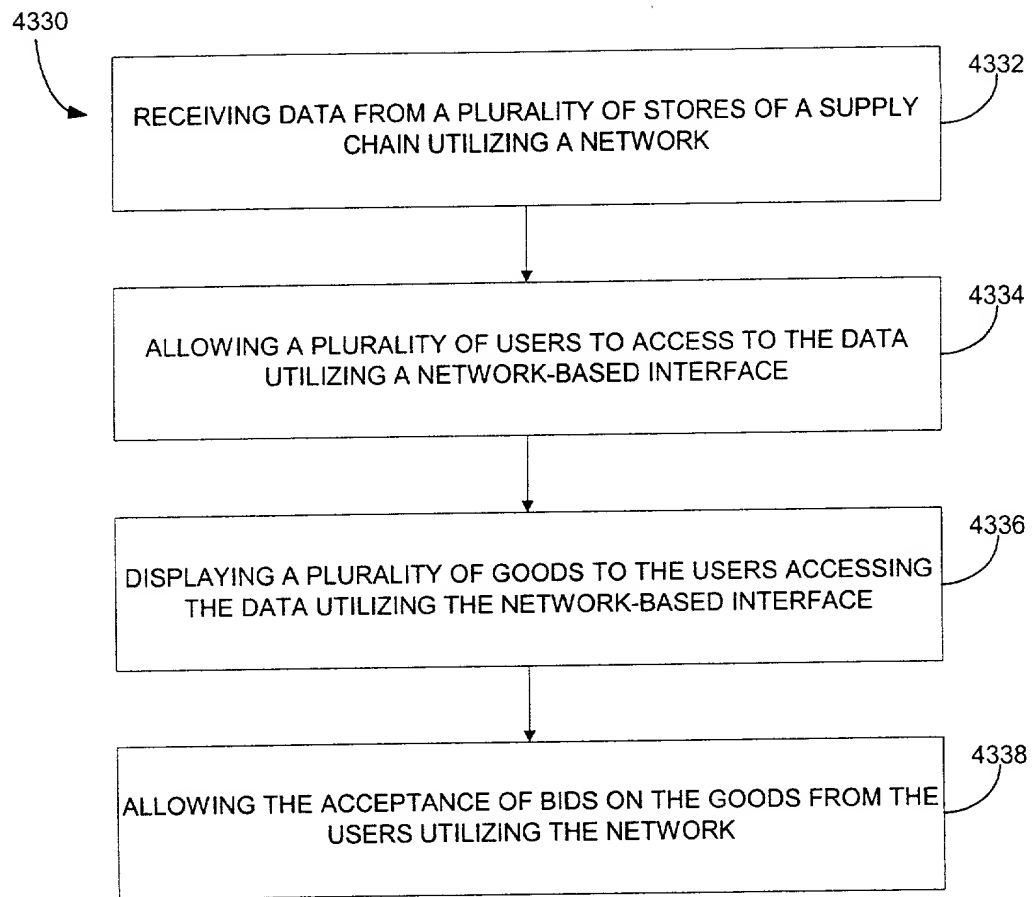 4330
4332
RECEIVING DATA FROM A PLURALITY OF STORES OF A SUPPLY
CHAIN UTILIZING A NETWORK
4334
ALLOWING A PLURALITY OF USERS TO ACCESS TO THE DATA
UTILIZING A NETWORK-BASED INTERFACE
4336
DISPLAYING A PLURALITY OF GOODS TO THE USERS ACCESSING
THE DATA UTILIZING THE NETWORK-BASED INTERFACE
4338
ALLOWING THE ACCEPTANCE OF BIDS ON THE GOODS FROM THE
USERS UTILIZING THE NETWORK